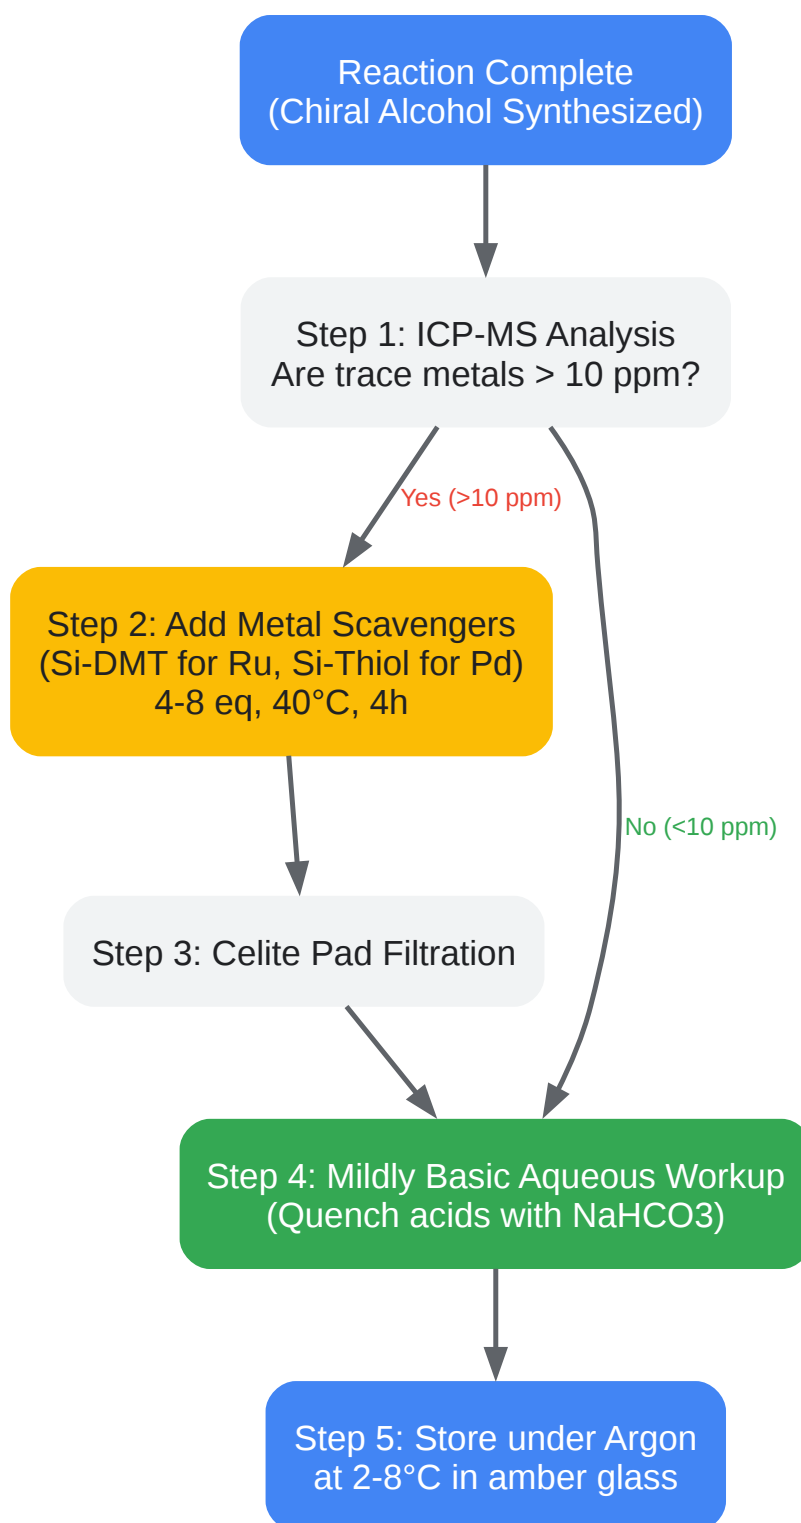 Reaction Complete
(Chiral Alcohol Synthesized)
Step 1: ICP-MS Analysis
Are trace metals > 10 ppm?
Yes (>10 ppm)
Step 2: Add Metal Scavengers
(Si-DMT for Ru, Si-Thiol for Pd)
4-8 eq, 40°C, 4h
No (<10 ppm)
Step 3: Celite Pad Filtration
Step 4: Mildly Basic Aqueous Workup
(Quench acids with NaHCO3)
Step 5: Store under Argon
at 2-8°C in amber glass